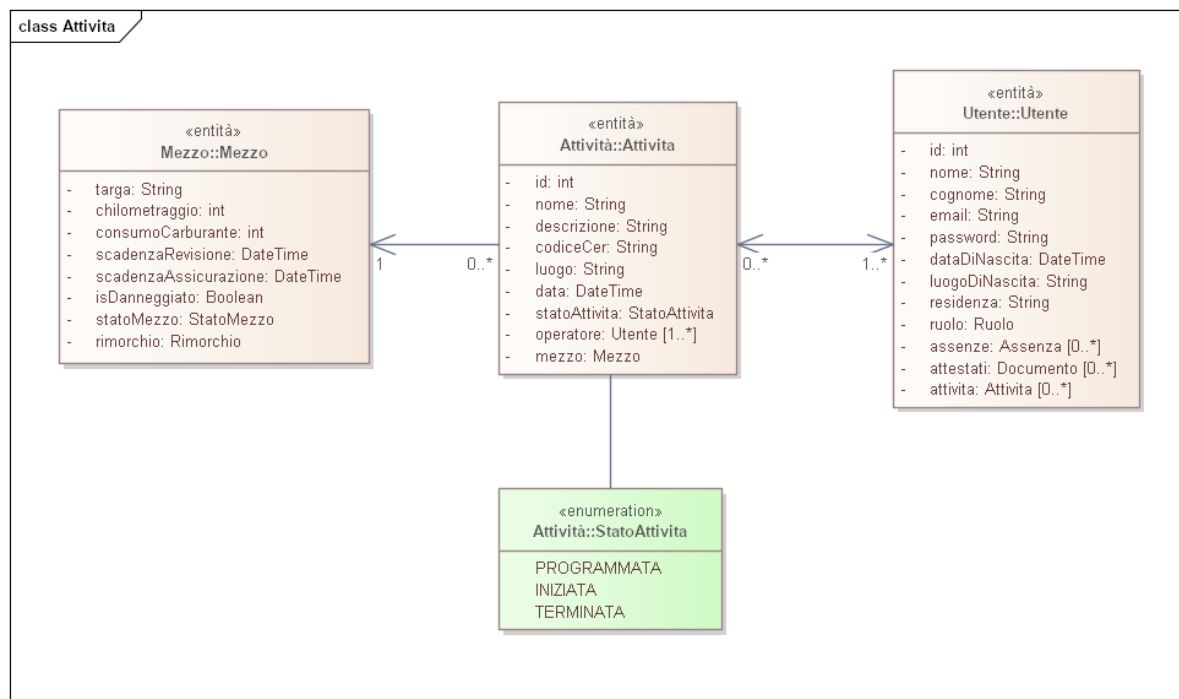 class Attivita
«entità»
Mezzo::Mezzo
- targa: String
- chilometraggio: int
- consumoCarburante: int
- scadenzaRevisione: DateTime
- scadenzaAssicurazione: DateTime
- isDanneggiato: Boolean
- statoMezzo: StatoMezzo
- rimorchio: Rimorchio
1
0..*
«entità»
Attività::Attivita
- id: int
- nome: String
- descrizione: String
- codiceCer: String
- luogo: String
- data: DateTime
- statoAttivita: StatoAttivita
- operatore: Utente [1..*]
- mezzo: Mezzo
0..*
1..*
«entità»
Utente::Utente
- id: int
- nome: String
- cognome: String
- email: String
- password: String
- dataDiNascita: DateTime
- luogoDiNascita: String
- residenza: String
- ruolo: Ruolo
- assenze: Assenza [0..*]
- attestati: Documento [0..*]
- attivita: Attivita [0..*]
«enumeration»
Attività::StatoAttivita
PROGRAMMATA
INIZIATA
TERMINATA